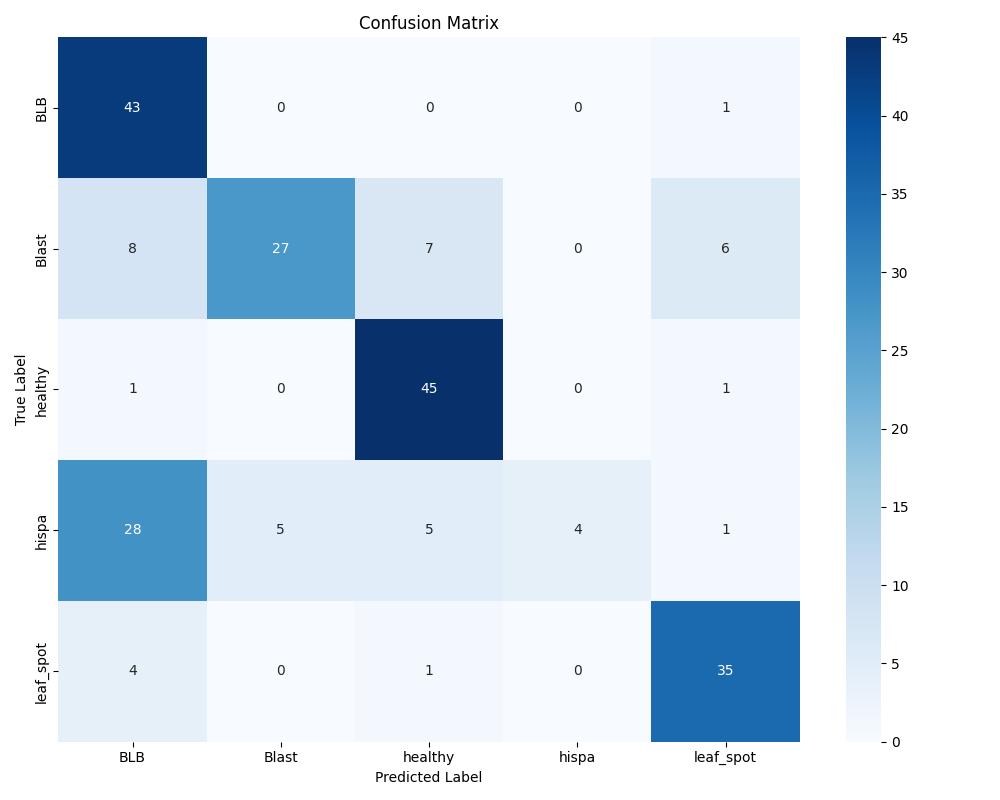 Confusion Matrix
BLB 43 0 0 0 1
Blast 8 27 7 0 6
healthy 1 0 45 0 1
hispa 28 5 5 4 1
leaf_spot 4 0 1 0 35
True Label
BLB Blast healthy hispa leaf_spot
Predicted Label
45
40
35
30
25
20
15
10
5
0